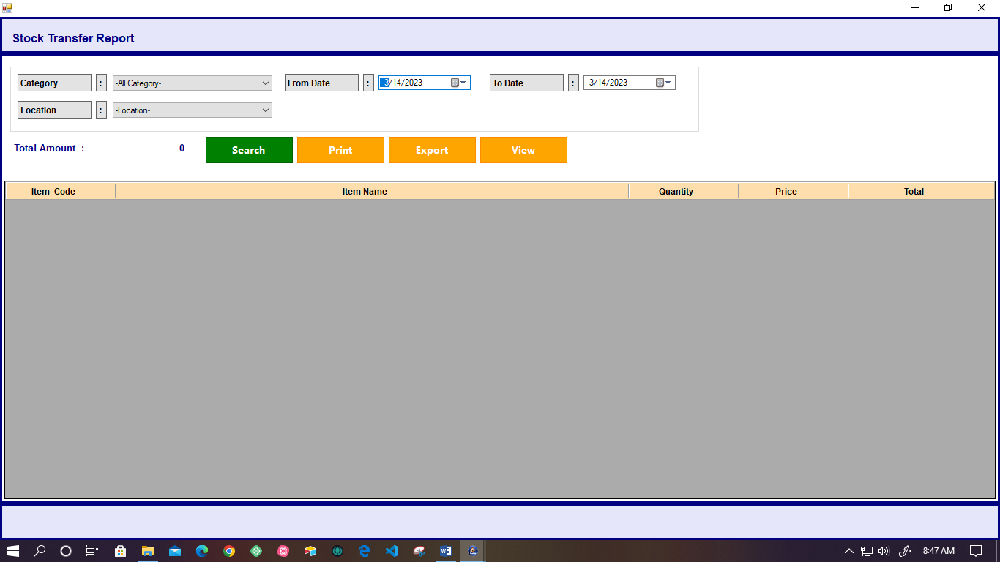 Stock Transfer Report
Category : -All Category- From Date : 3/14/2023 To Date : 3/14/2023
Location : -Location-
Total Amount : 0 Search Print Export View
Item Code Item Name Quantity Price Total
8:47 AM